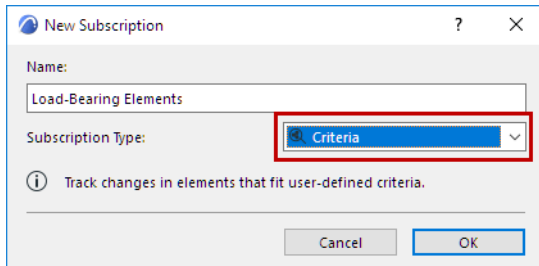 New Subscription
Name:
Load-Bearing Elements
Subscription Type: Criteria
Track changes in elements that fit user-defined criteria.
Cancel OK